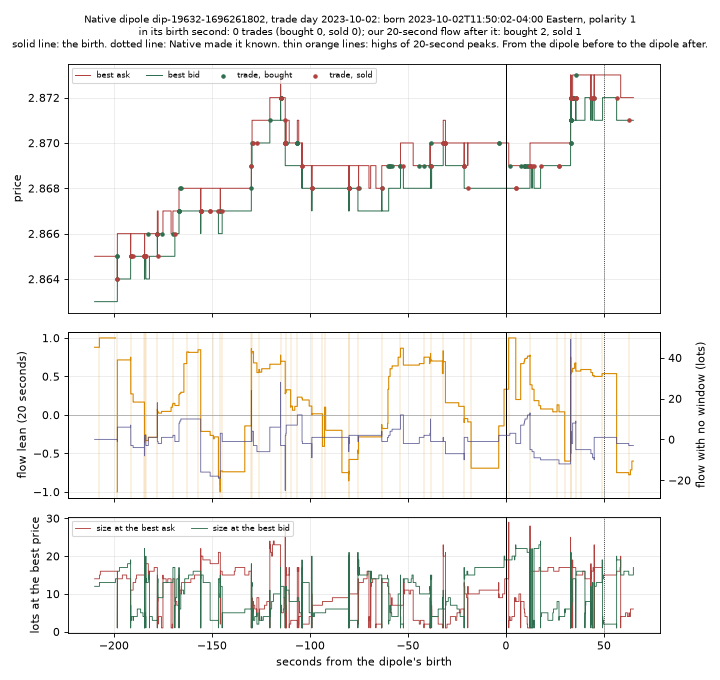 Native dipole dip-19632-1696261802, trade day 2023-10-02: born 2023-10-02T11:50:02-04:00 Eastern, polarity 1
in its birth second: 0 trades (bought 0, sold 0); our 20-second flow after it: bought 2, sold 1
solid line: the birth. dotted line: Native made it known. thin orange lines: highs of 20-second peaks. From the dipole before to the dipole after.
best ask
best bid
trade, bought
trade, sold
2.872
2.870
2.868
2.866
2.864
price
1.0
0.5
0.0
−0.5
−1.0
flow lean (20 seconds)
40
20
0
−20
flow with no window (lots)
size at the best ask
size at the best bid
30
20
10
0
lots at the best price
−200
−150
−100
−50
0
50
seconds from the dipole's birth